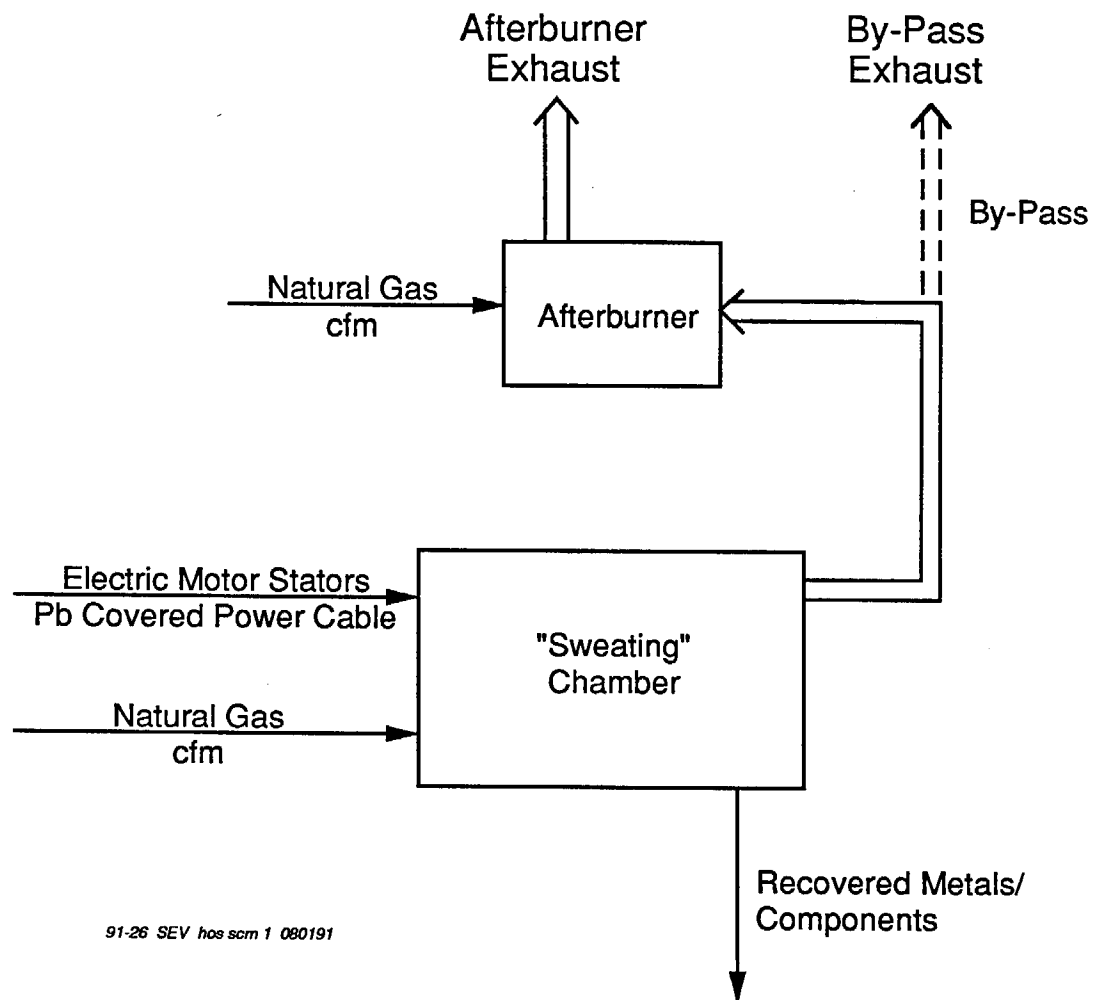 Afterburner
Exhaust
By-Pass
Exhaust
By-Pass
Natural Gas
cfm
Afterburner
Electric Motor Stators
Pb Covered Power Cable
"Sweating"
Chamber
Natural Gas
cfm
Recovered Metals/
Components
91-26 SEV hos scm 1 080191